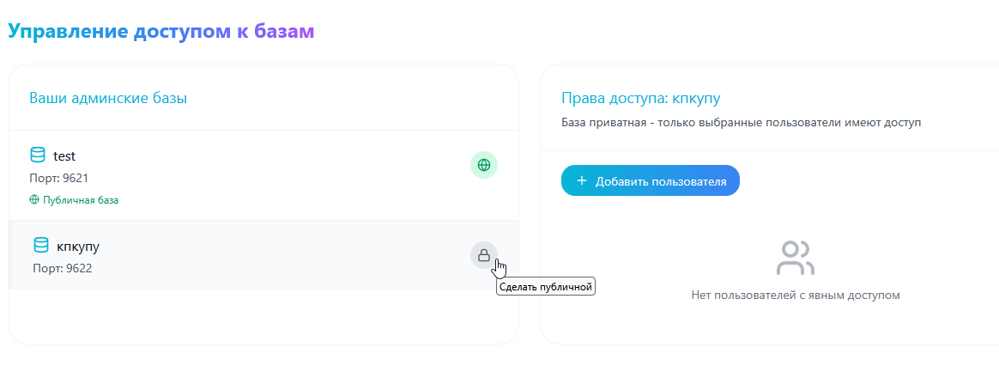 Управление доступом к базам
Ваши админские базы
test
Порт: 9621
Публичная база
кпкупу
Порт: 9622
Сделать публичной
Права доступа: кпкупу
База приватная - только выбранные пользователи имеют доступ
Добавить пользователя
Нет пользователей с явным доступом